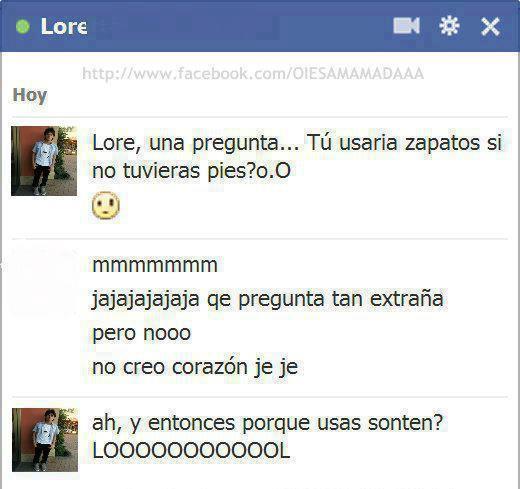 Lore
http://www.facebook.com/OIESAMAMADAAA
Hoy
Lore, una pregunta... Tú usaria zapatos si
no tuvieras pies?o.O
mmmmmmm
jajajajajaja qe pregunta tan extraña
pero nooo
no creo corazón je je
ah, y entonces porque usas sonten?
LOOOOOOOOOOOL